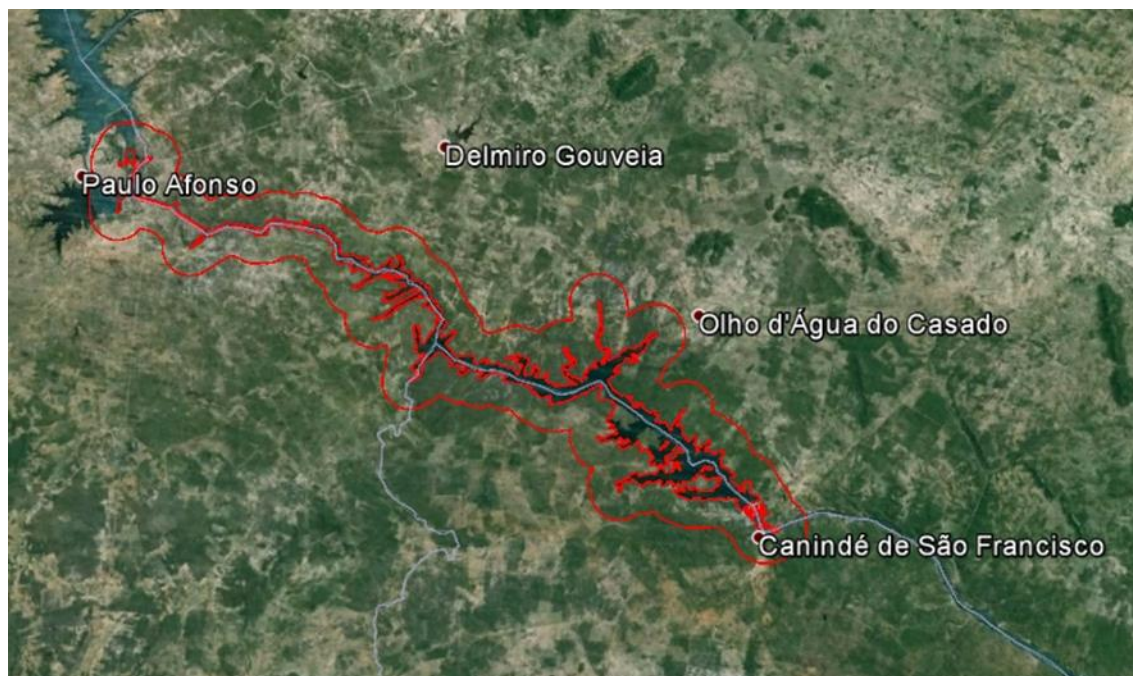 Delmiro Gouveia
Paulo Afonso
Olho d'Água do Casado
Canindé de São Francisco